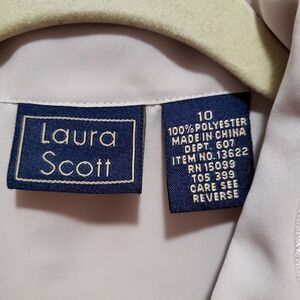 Laura
Scott
10
100% POLYESTER
MADE IN CHINA
DEPT. 607
ITEM NO. 13622
RN 15099
TOS 399
CARE SEE
REVERSE